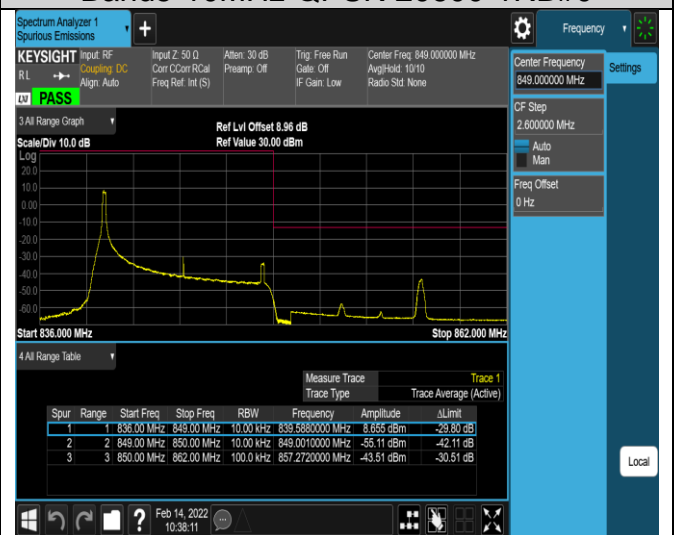 Spectrum Analyzer 1
Spurious Emissions
+
Frequency
KEYSIGHT Input: RF Input Z: 50 Ω Atten: 30 dB Trig: Free Run Center Freq: 849.000000 MHz
R L Coupling: DC Corr CCorr RCal Preamp: Off Gate: Off Avg|Hold: 10/10
Align: Auto Freq Ref: Int (S) IF Gain: Low Radio Std: None
LXI PASS
3 All Range Graph
Ref Lvl Offset 8.96 dB
Scale/Div 10.0 dB Ref Value 30.00 dBm
Log
20.0
10.0
0.00
-10.0
-20.0
-30.0
-40.0
-50.0
-60.0
Start 836.000 MHz Stop 862.000 MHz
4 All Range Table
Measure Trace Trace 1
Trace Type Trace Average (Active)
Spur Range Start Freq Stop Freq RBW Frequency Amplitude ΔLimit
1 1 836.00 MHz 849.00 MHz 10.00 kHz 839.5880000 MHz 8.655 dBm -29.80 dB
2 2 849.00 MHz 850.00 MHz 10.00 kHz 849.0010000 MHz -55.11 dBm -42.11 dB
3 3 850.00 MHz 862.00 MHz 100.0 kHz 857.2720000 MHz -43.51 dBm -30.51 dB
Center Frequency
849.000000 MHz
Settings
CF Step
2.600000 MHz
Auto
Man
Freq Offset
0 Hz
Local
? Feb 14, 2022
10:38:11